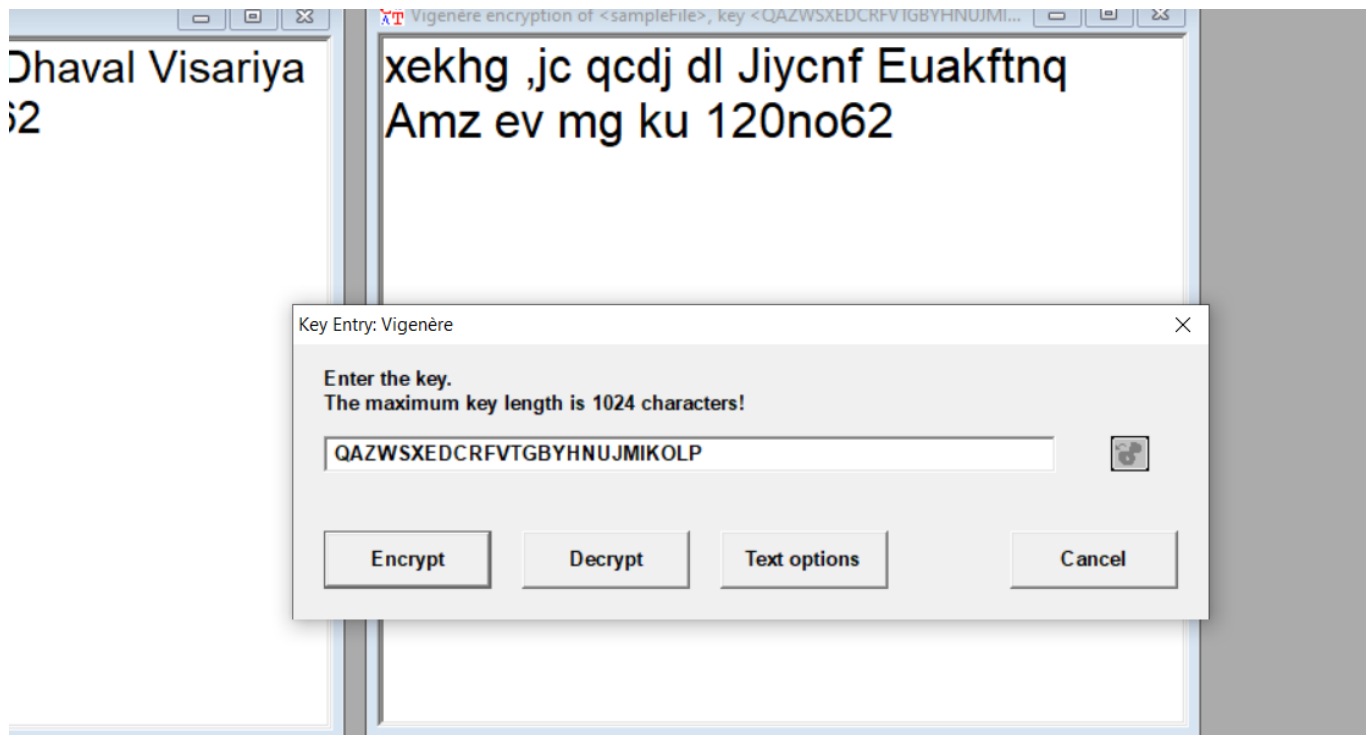 Vigenère encryption of <sampleFile>, key <QAZWSXEDCRFVTGBYHNUJMI...
Dhaval Visariya
62
xekhg ,jc qcdj dl Jiycnf Euakftnq
Amz ev mg ku 120no62
Key Entry: Vigenère
Enter the key.
The maximum key length is 1024 characters!
QAZWSXEDCRFVTGBYHNUJMIKOLP
Encrypt
Decrypt
Text options
Cancel